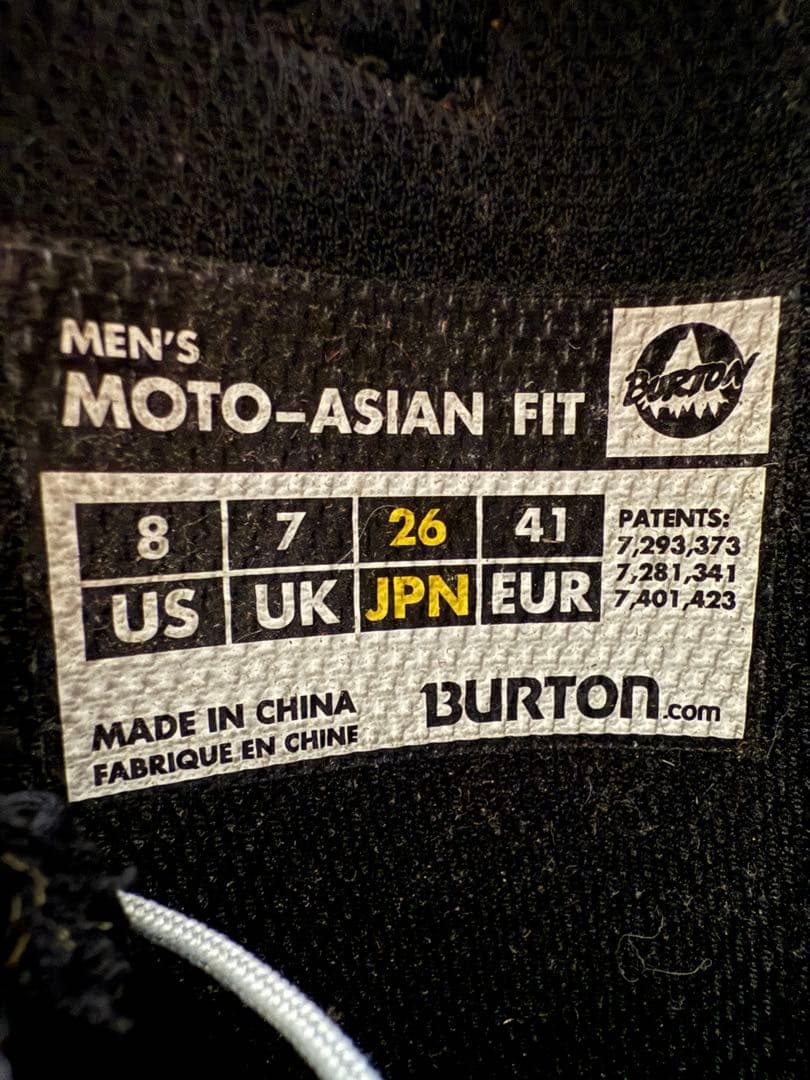 MEN'S
MOTO-ASIAN FIT
BURTON
8 7 26 41
US UK JPN EUR
PATENTS:
7,293,373
7,281,341
7,401,423
MADE IN CHINA
FABRIQUE EN CHINE
BURTON.com